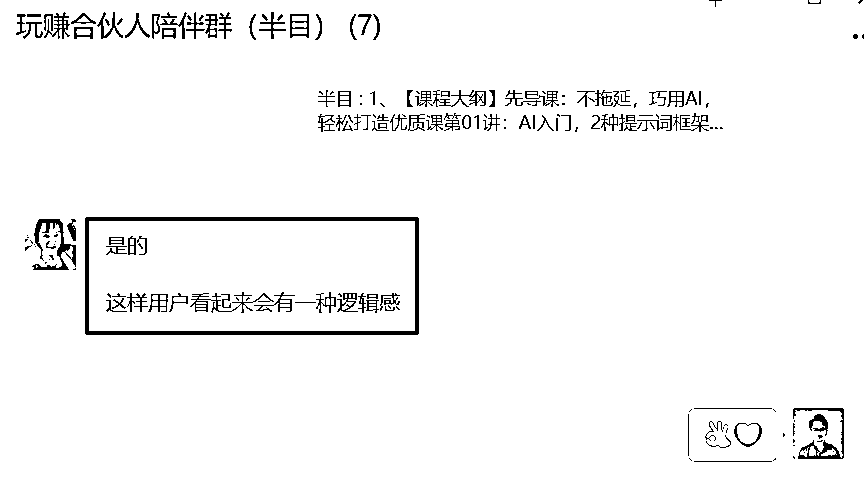 玩赚合伙人陪伴群（半目） (7)
半目：1、【课程大纲】先导课：不拖延，巧用AI，
轻松打造优质课第01讲：AI入门，2种提示词框架...
是的
这样用户看起来会有一种逻辑感